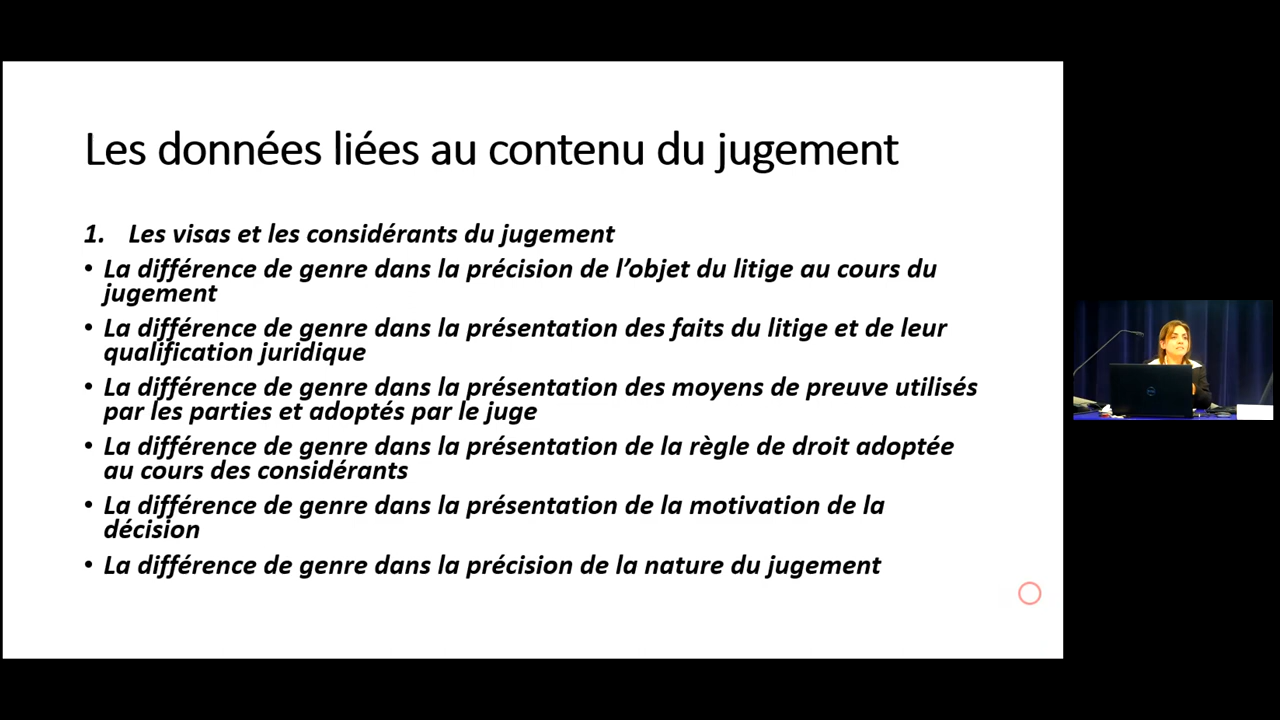 Les données liées au contenu du jugement
1. Les visas et les considérants du jugement
• La différence de genre dans la précision de l’objet du litige au cours du
jugement
• La différence de genre dans la présentation des faits du litige et de leur
qualification juridique
• La différence de genre dans la présentation des moyens de preuve utilisés
par les parties et adoptés par le juge
• La différence de genre dans la présentation de la règle de droit adoptée
au cours des considérants
• La différence de genre dans la présentation de la motivation de la
décision
• La différence de genre dans la précision de la nature du jugement